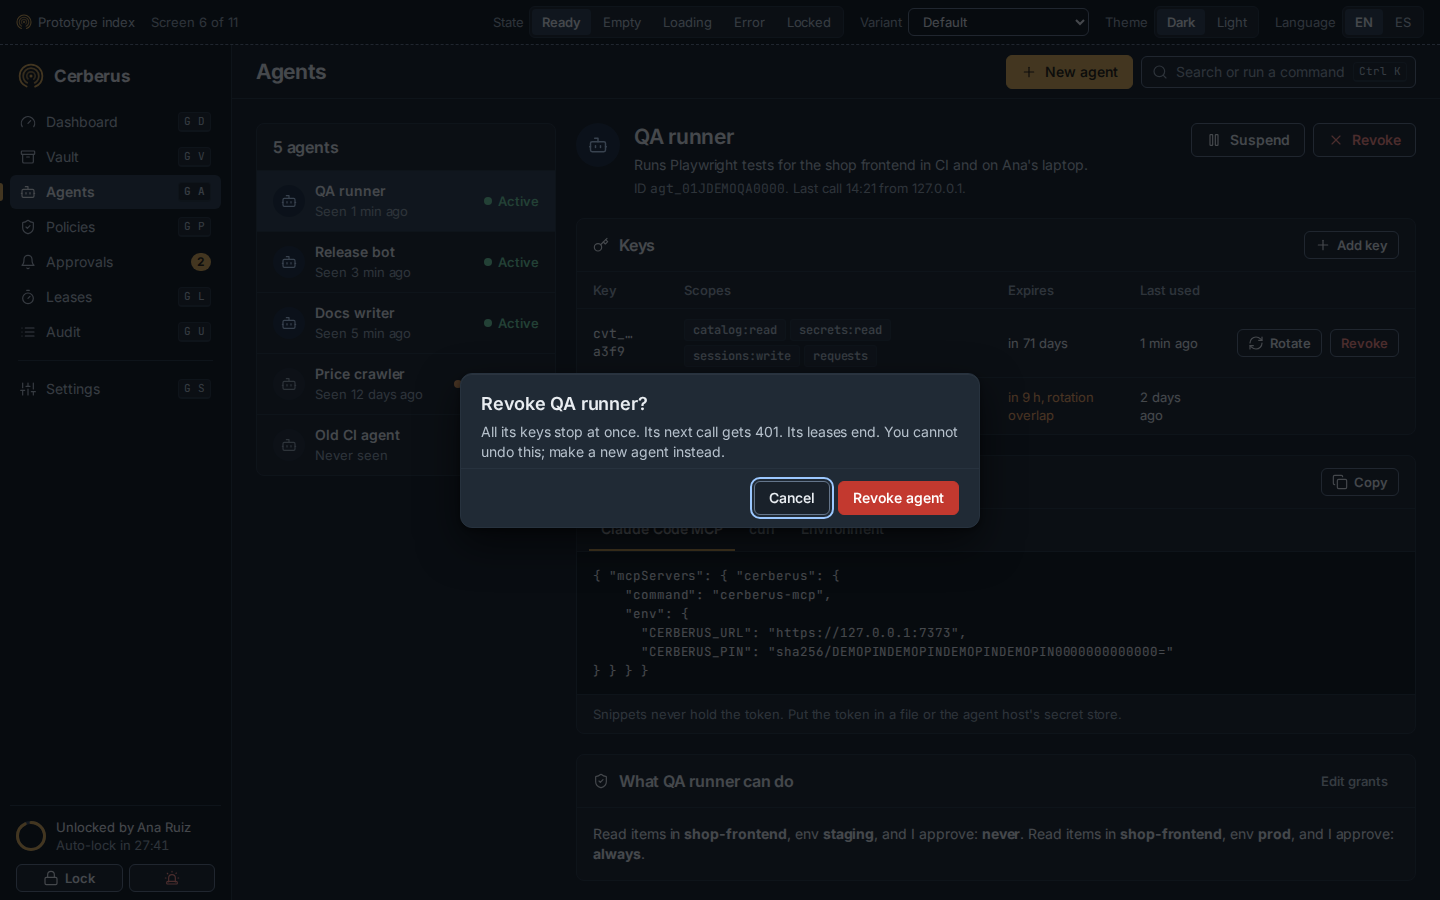 Prototype index Screen 6 of 11 State Ready Empty Loading Error Locked Variant Default Theme Dark Light Language EN ES
Cerberus
Dashboard G D
Vault G V
Agents G A
Policies G P
Approvals 2
Leases G L
Audit G U
Settings G S
Unlocked by Ana Ruiz
Auto-lock in 27:41
Lock
Agents
New agent
Search or run a command Ctrl K
5 agents
QA runner
Seen 1 min ago
Active
Release bot
Seen 3 min ago
Active
Docs writer
Seen 5 min ago
Active
Price crawler
Seen 12 days ago
Old CI agent
Never seen
QA runner
Runs Playwright tests for the shop frontend in CI and on Ana's laptop.
ID agt_01JDEMOQA0000. Last call 14:21 from 127.0.0.1.
Suspend
Revoke
Keys
Add key
Key Scopes Expires Last used
cvt_…
a3f9
catalog:read secrets:read
sessions:write requests
in 71 days
1 min ago
Rotate
Revoke
in 9 h, rotation
overlap
2 days
ago
Revoke QA runner?
All its keys stop at once. Its next call gets 401. Its leases end. You cannot
undo this; make a new agent instead.
Cancel
Revoke agent
Copy
Claude Code MCP curl Environment
{ "mcpServers": { "cerberus": {
"command": "cerberus-mcp",
"env": {
"CERBERUS_URL": "https://127.0.0.1:7373",
"CERBERUS_PIN": "sha256/DEMOPINDEMOPINDEMOPINDEMOPIN0000000000000="
} } } }
Snippets never hold the token. Put the token in a file or the agent host's secret store.
What QA runner can do
Edit grants
Read items in shop-frontend, env staging, and I approve: never. Read items in shop-frontend, env prod, and I approve:
always.